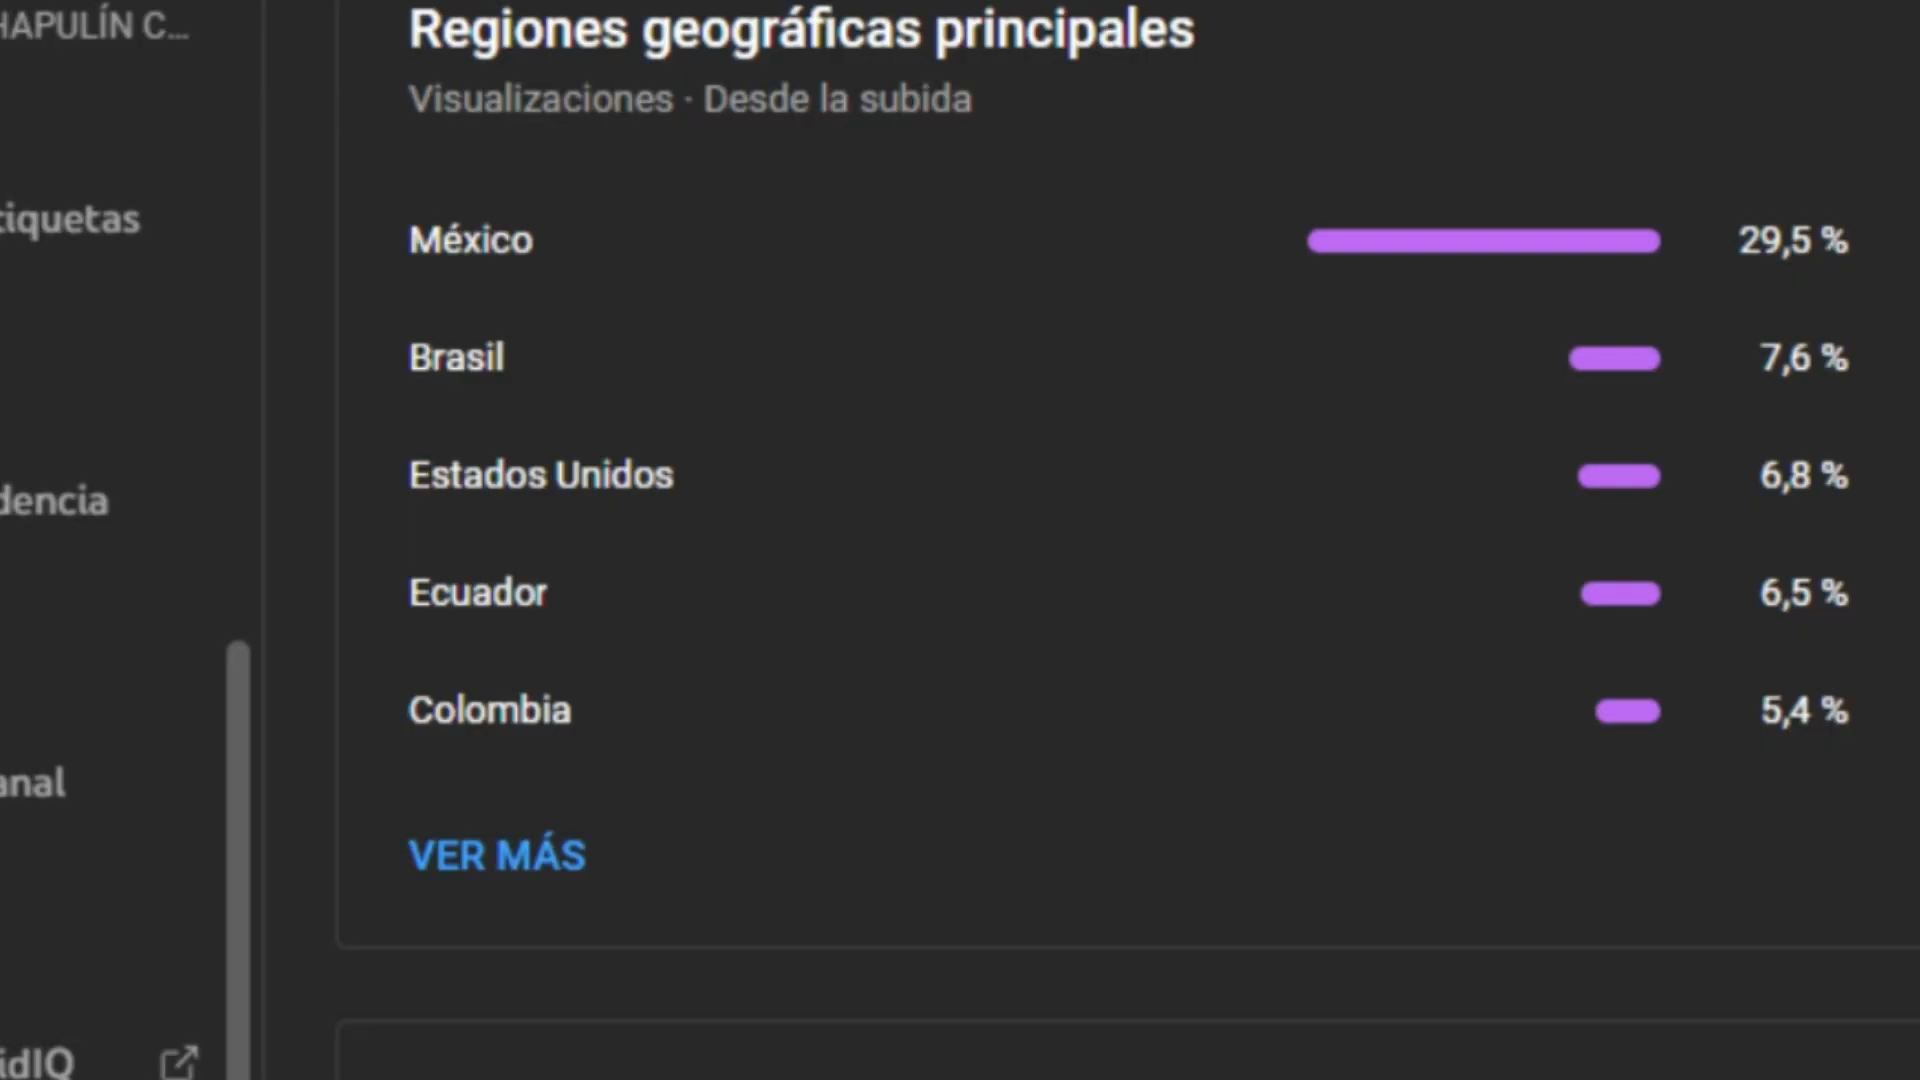 HAPULÍN C...
tiquetas
dencia
anal
idIQ
Regiones geográficas principales
Visualizaciones · Desde la subida
México 29,5 %
Brasil 7,6 %
Estados Unidos 6,8 %
Ecuador 6,5 %
Colombia 5,4 %
VER MÁS